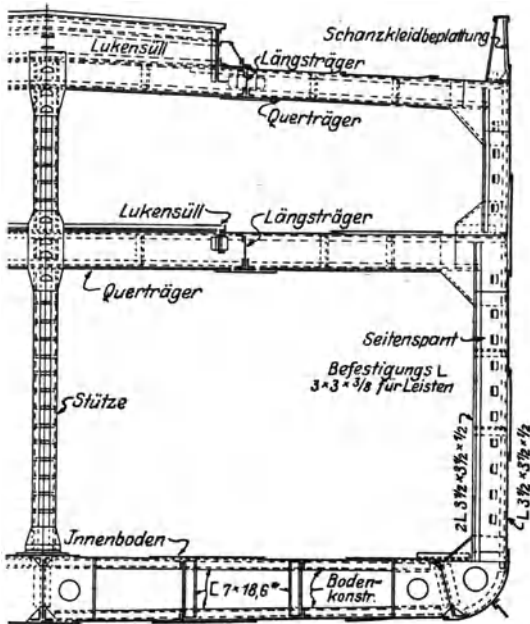 Schanzkleidbeplattung
Lukensüll
Längsträger
Querträger
Lukensüll
Längsträger
Querträger
Seitenspant
Befestigungs L
3×3×3/8 für Leisten
Stütze
2L 3½×3½×½
L 3½×3½×½
Jnnenboden
[ 7×18,6#
Boden-
konstr.